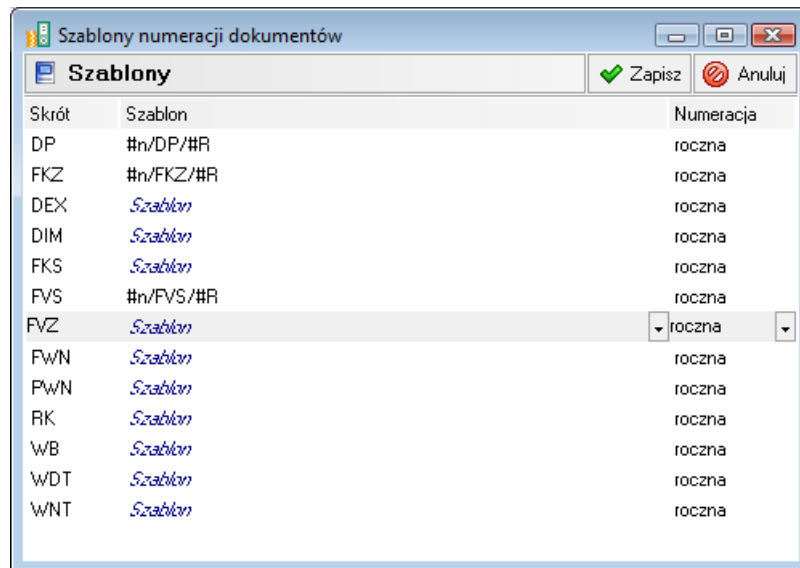 Szablony numeracji dokumentów
Szablony Zapisz Anuluj
Skrót Szablon Numeracja
DP #n/DP/#R roczna
FKZ #n/FKZ/#R roczna
DEX Szablon roczna
DIM Szablon roczna
FKS Szablon roczna
FVS #n/FVS/#R roczna
FVZ Szablon roczna
FWN Szablon roczna
PWN Szablon roczna
RK Szablon roczna
WB Szablon roczna
WDT Szablon roczna
WNT Szablon roczna